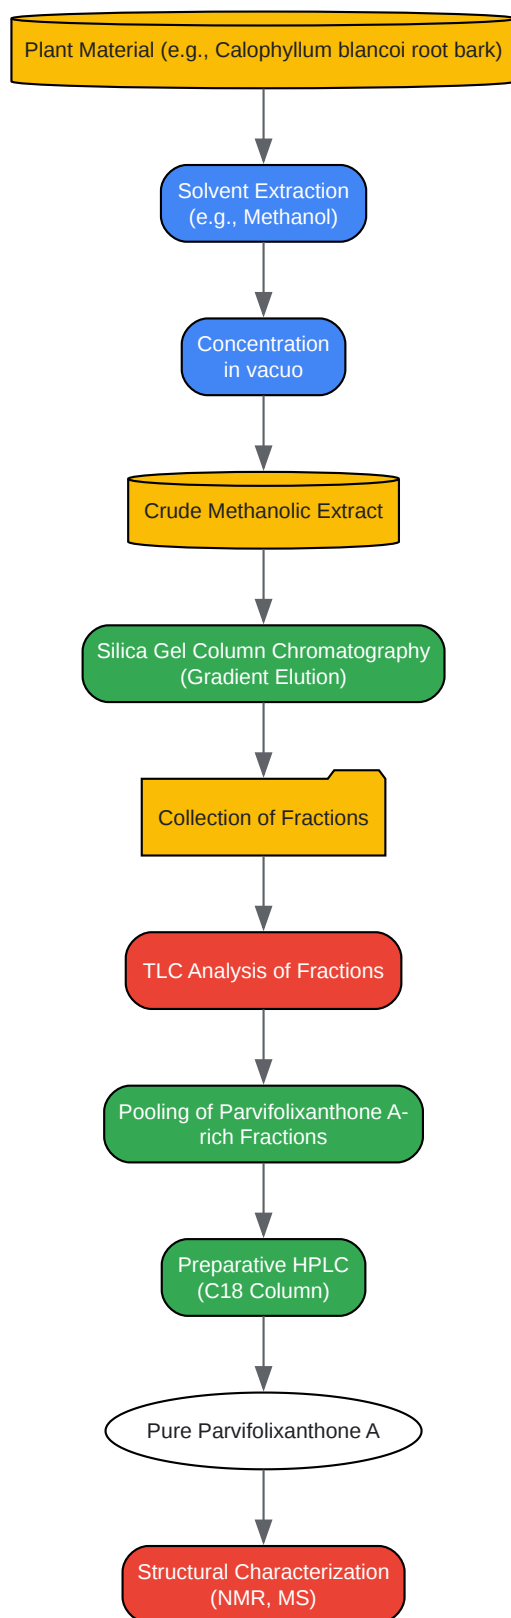 Plant Material (e.g., Calophyllum blancoi root bark)
Solvent Extraction
(e.g., Methanol)
Concentration
in vacuo
Crude Methanolic Extract
Silica Gel Column Chromatography
(Gradient Elution)
Collection of Fractions
TLC Analysis of Fractions
Pooling of Parvifolixanthone A-
rich Fractions
Preparative HPLC
(C18 Column)
Pure Parvifolixanthone A
Structural Characterization
(NMR, MS)